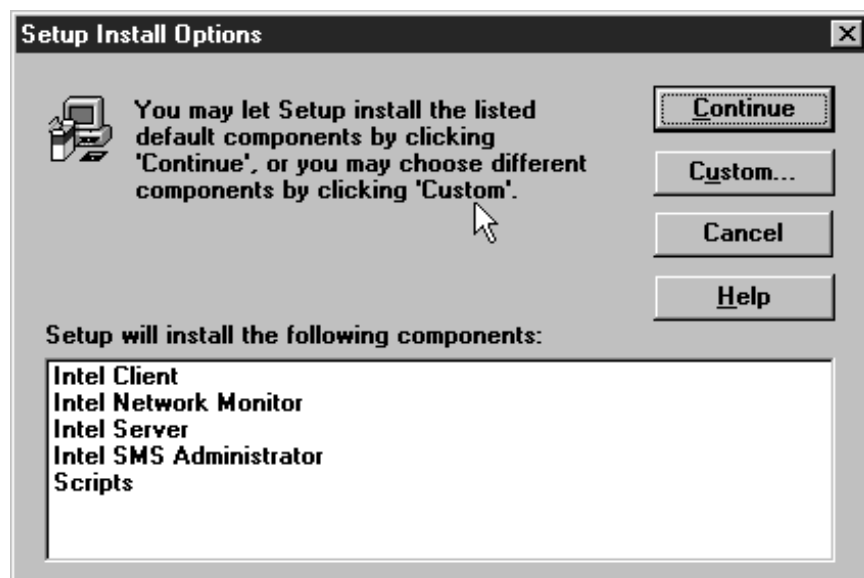 Setup Install Options
You may let Setup install the listed
default components by clicking
'Continue', or you may choose different
components by clicking 'Custom'.
Continue
Custom...
Cancel
Help
Setup will install the following components:
Intel Client
Intel Network Monitor
Intel Server
Intel SMS Administrator
Scripts